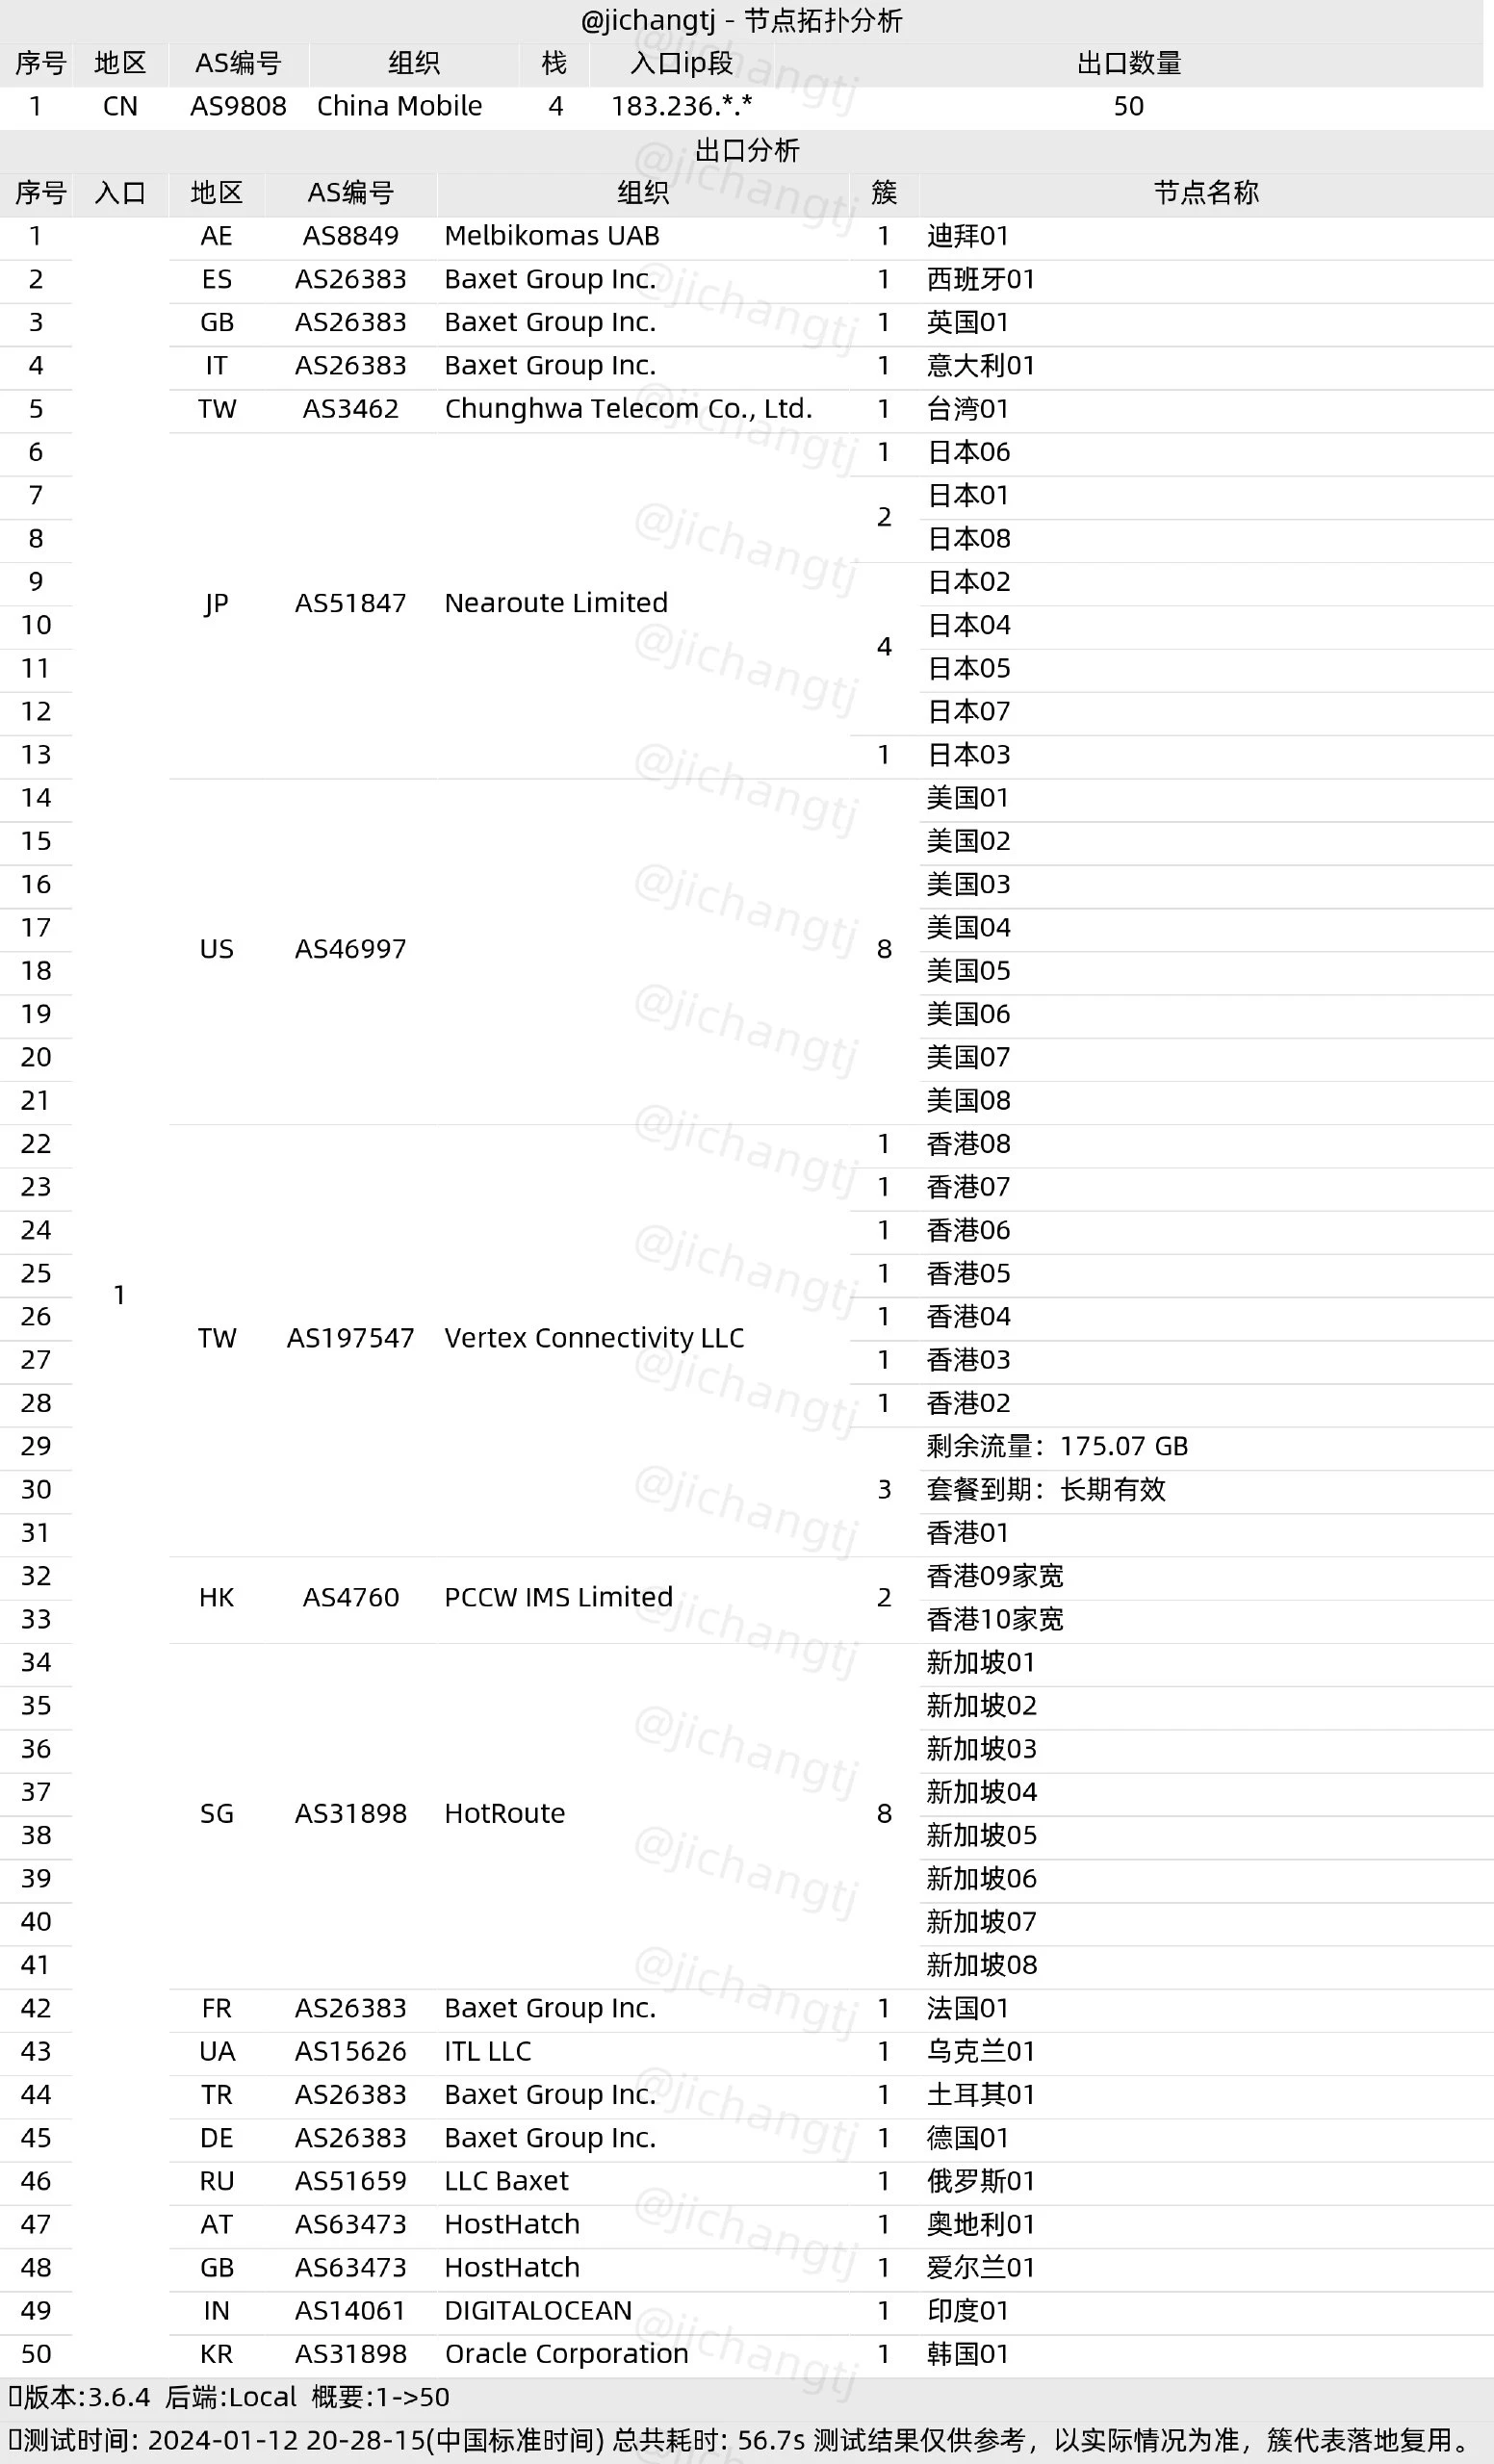 @jichangtj - 节点拓扑分析
序号 地区 AS编号 组织 栈 入口ip段 出口数量
1 CN AS9808 China Mobile 4 183.236.*.* 50
出口分析
序号 入口 地区 AS编号 组织 簇 节点名称
1 AE AS8849 Melbikomas UAB 1 迪拜01
2 ES AS26383 Baxet Group Inc. 1 西班牙01
3 GB AS26383 Baxet Group Inc. 1 英国01
4 IT AS26383 Baxet Group Inc. 1 意大利01
5 TW AS3462 Chunghwa Telecom Co., Ltd. 1 台湾01
6 1 日本06
7 日本01
2
8 日本08
9 日本02
JP AS51847 Nearoute Limited
10 日本04
4
11 日本05
12 日本07
13 1 日本03
14 美国01
15 美国02
16 美国03
17 美国04
US AS46997 8
18 美国05
19 美国06
20 美国07
21 美国08
22 1 香港08
23 1 香港07
24 1 香港06
25 1 香港05
1
26 1 香港04
TW AS197547 Vertex Connectivity LLC
27 1 香港03
28 1 香港02
29 剩余流量：175.07 GB
30 3 套餐到期：长期有效
31 香港01
32 香港09家宽
HK AS4760 PCCW IMS Limited 2
33 香港10家宽
34 新加坡01
35 新加坡02
36 新加坡03
37 新加坡04
SG AS31898 HotRoute 8
38 新加坡05
39 新加坡06
40 新加坡07
41 新加坡08
42 FR AS26383 Baxet Group Inc. 1 法国01
43 UA AS15626 ITL LLC 1 乌克兰01
44 TR AS26383 Baxet Group Inc. 1 土耳其01
45 DE AS26383 Baxet Group Inc. 1 德国01
46 RU AS51659 LLC Baxet 1 俄罗斯01
47 AT AS63473 HostHatch 1 奥地利01
48 GB AS63473 HostHatch 1 爱尔兰01
49 IN AS14061 DIGITALOCEAN 1 印度01
50 KR AS31898 Oracle Corporation 1 韩国01
版本:3.6.4 后端:Local 概要:1->50
测试时间: 2024-01-12 20-28-15(中国标准时间) 总共耗时: 56.7s 测试结果仅供参考，以实际情况为准，簇代表落地复用。